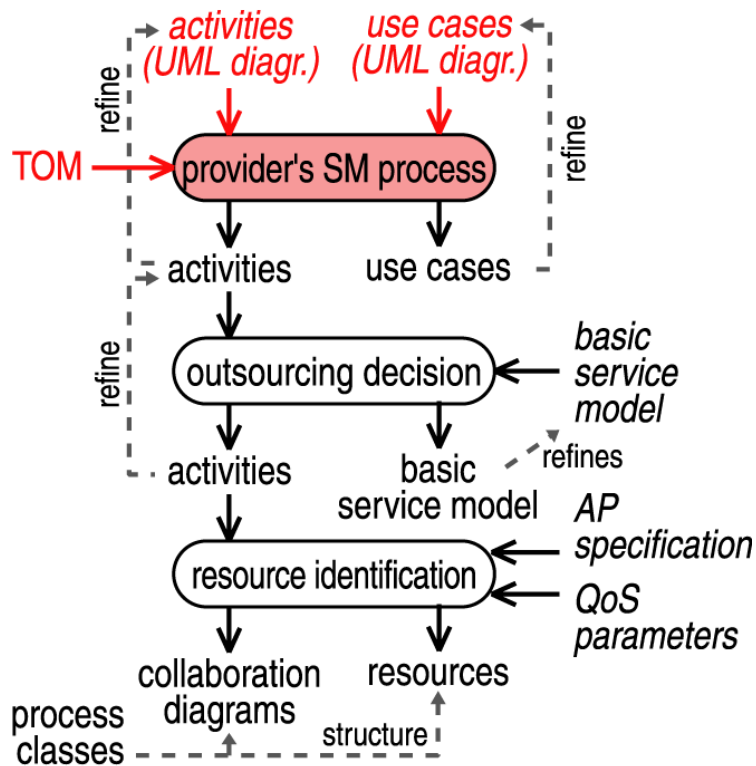 activities
(UML diagr.)
use cases
(UML diagr.)
refine
TOM
provider's SM process
refine
activities
use cases
outsourcing decision
basic
service
model
refine
activities
basic
service model
refines
AP
specification
resource identification
QoS
parameters
collaboration
diagrams
resources
process
classes
structure